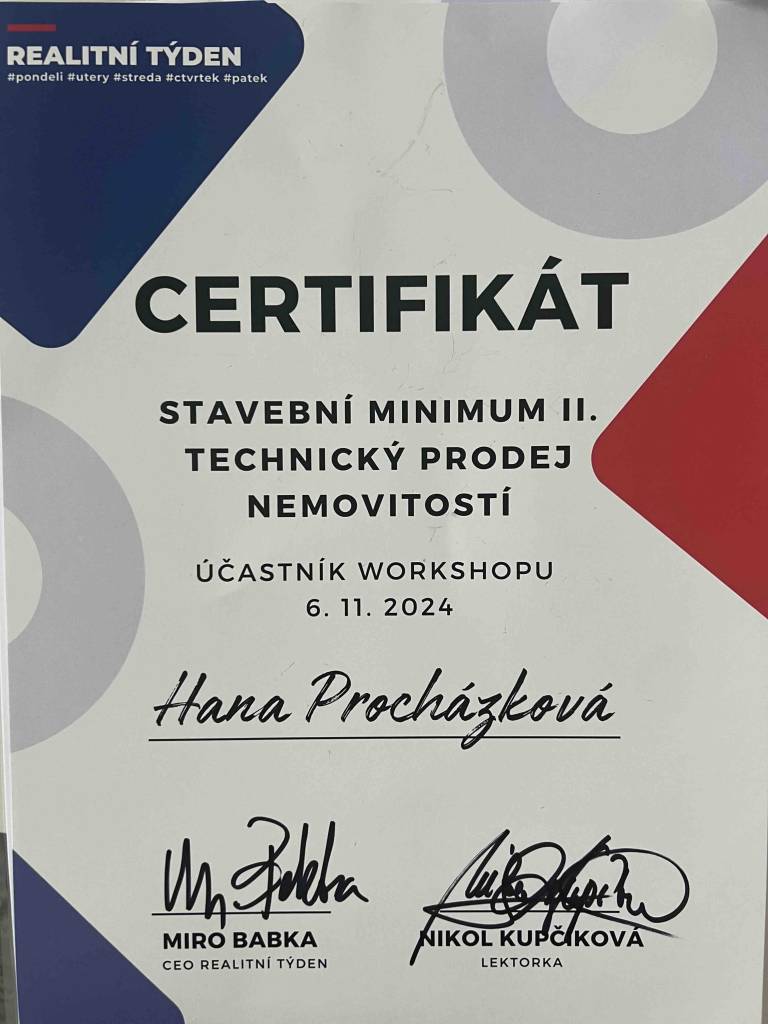 REALITNÍ TÝDEN
#pondeli #utery #streda #ctvrtek #patek
CERTIFIKÁT
STAVEBNÍ MINIMUM II.
TECHNICKÝ PRODEJ
NEMOVITOSTÍ
ÚČASTNÍK WORKSHOPU
6. 11. 2024
Hana Procházková
MIRO BABKA
CEO REALITNÍ TÝDEN
NIKOL KUPČIKOVÁ
LEKTORKA